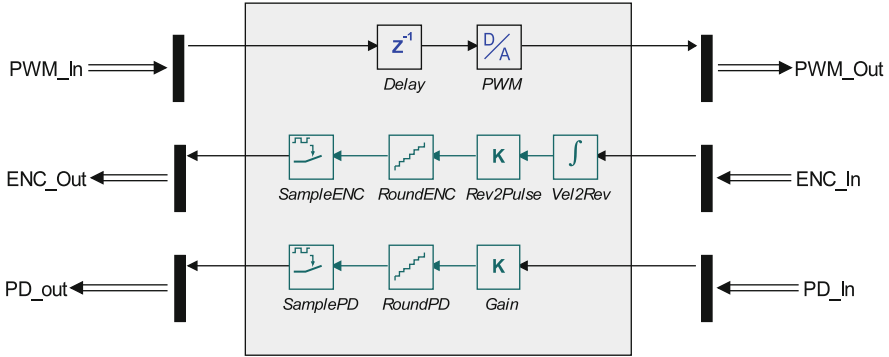 Z⁻¹
D/A
PWM_In
PWM_Out
Delay
PWM
K
∫
ENC_Out
SampleENC
RoundENC
Rev2Pulse
Vel2Rev
ENC_In
K
PD_out
SamplePD
RoundPD
Gain
PD_In